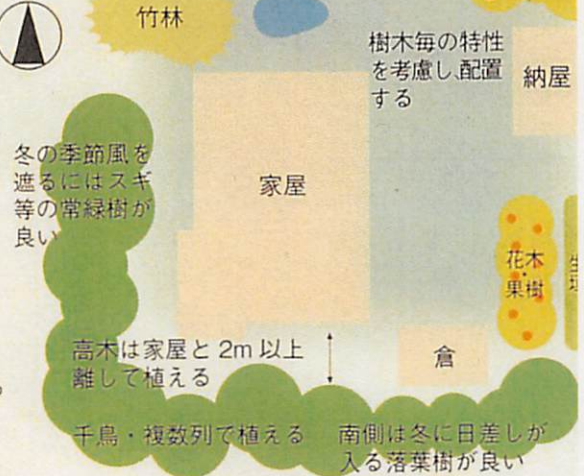 竹林
樹木毎の特性
を考慮し、配置
する
納屋
冬の季節風を
遮るにはスギ
等の常緑樹が
良い
家屋
花木
・
果樹
生垣
高木は家屋と2m以上
離して植える
倉
千鳥・複数列で植える
南側は冬に日差しが
入る落葉樹が良い